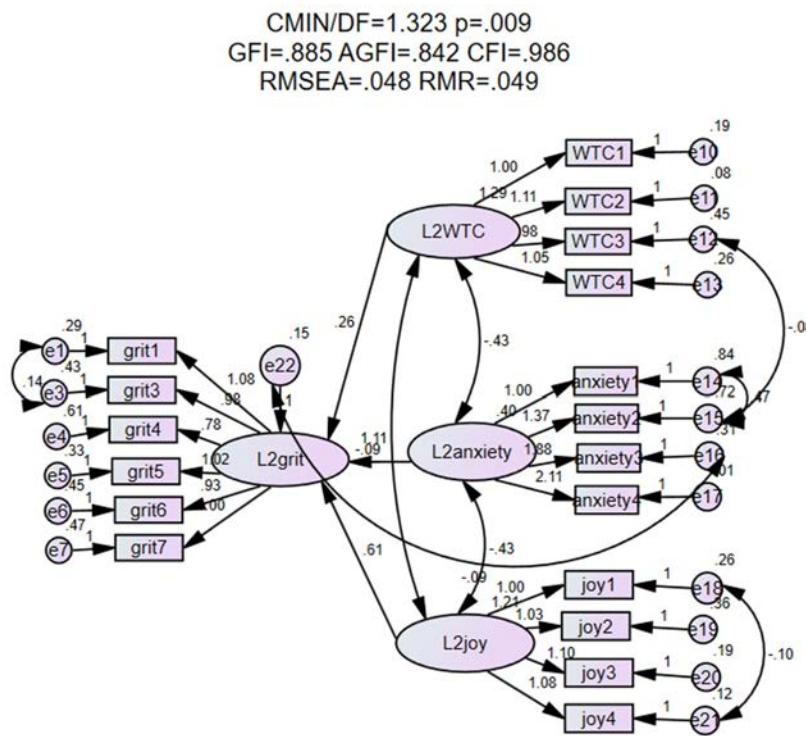 CMIN/DF=1.323 p=.009
GFI=.885 AGFI=.842 CFI=.986
RMSEA=.048 RMR=.049
.19
WTC1 1 e10
1.00
.08
1.29 1.11 WTC2 1 e11
.45
L2WTC .98 WTC3 1 e12
.26
1.05 WTC4 1 e13
-.08
.26
-.43
.29 .15
e1 1 grit1 e22
.43 1.08 1
.14 e3 1 grit3 .98
.61
e4 1 grit4 .78
.33
e5 1 grit5 1.02 L2grit
.45
e6 1 grit6 .93
.47 .00
e7 1 grit7
.84
1.00 anxiety1 1 e14
.72
.40 1.37 anxiety2 1 e15 .47
.31
1.11 -.09 L2anxiety 1.88 anxiety3 1 e16
.01
2.11 anxiety4 1 e17
.61
-.43
-.09
.26
1.00 joy1 1 e18
1.21 .36
1.03 joy2 1 e19
-.10
L2joy .19
1.10 joy3 1 e20
.12
1.08 joy4 1 e21